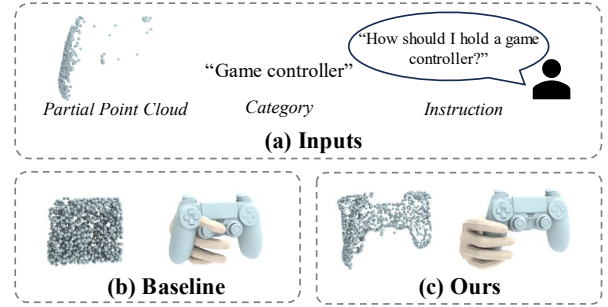 “How should I hold a game
controller?”
“Game controller”
Partial Point Cloud
Category
Instruction
(a) Inputs
(b) Baseline
(c) Ours